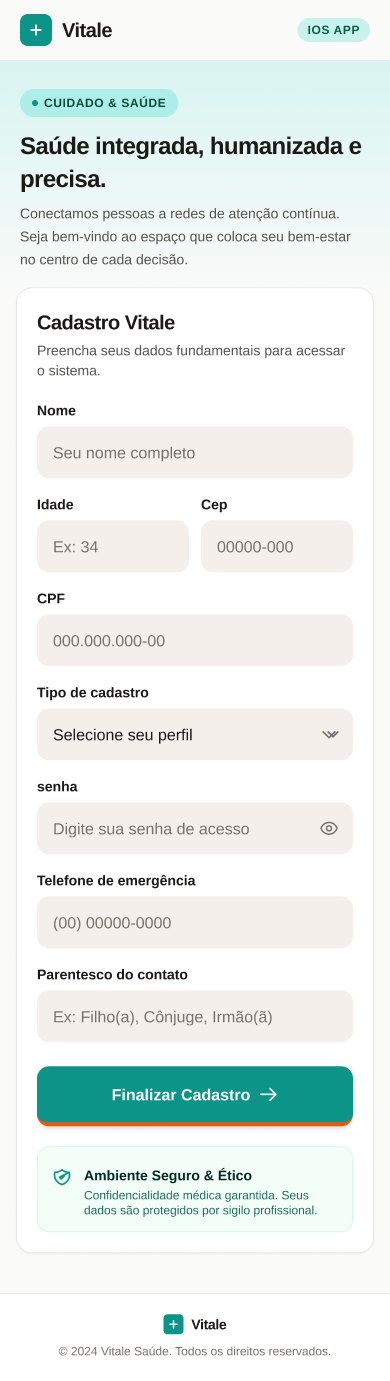 Vitale
IOS APP
CUIDADO & SAÚDE
Saúde integrada, humanizada e
precisa.
Conectamos pessoas a redes de atenção contínua.
Seja bem-vindo ao espaço que coloca seu bem-estar
no centro de cada decisão.
Cadastro Vitale
Preencha seus dados fundamentais para acessar
o sistema.
Nome
Seu nome completo
Idade
Cep
Ex: 34
00000-000
CPF
000.000.000-00
Tipo de cadastro
Selecione seu perfil
senha
Digite sua senha de acesso
Telefone de emergência
(00) 00000-0000
Parentesco do contato
Ex: Filho(a), Cônjuge, Irmão(ã)
Finalizar Cadastro
Ambiente Seguro & Ético
Confidencialidade médica garantida. Seus
dados são protegidos por sigilo profissional.
Vitale
© 2024 Vitale Saúde. Todos os direitos reservados.